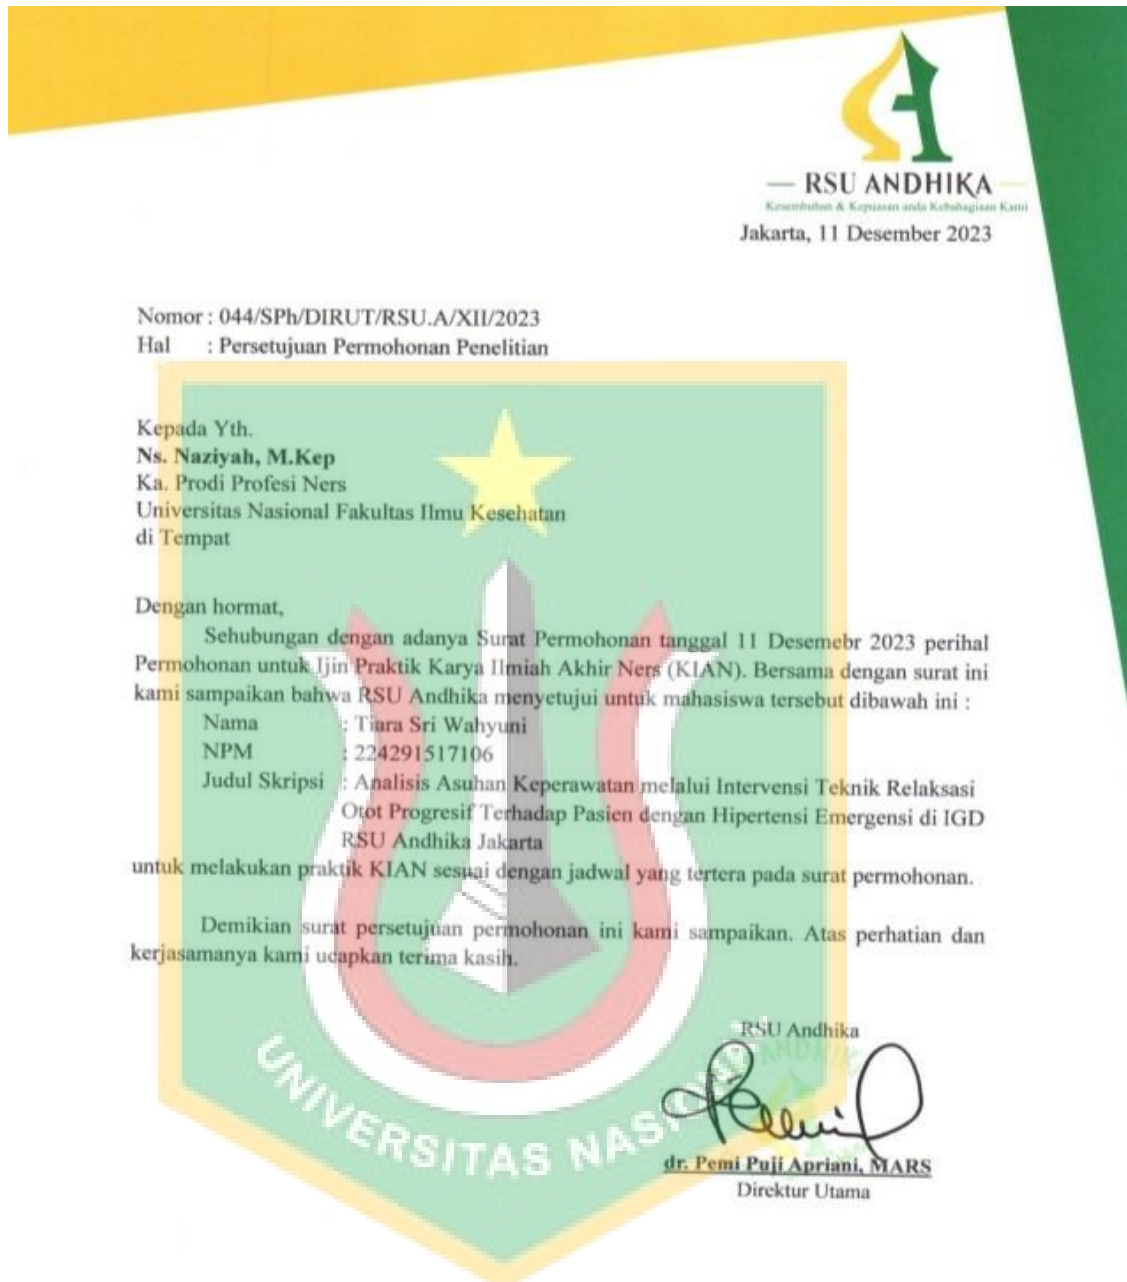 RSU ANDHIKA
Kesembuhan & Kepuasan anda Kebahagiaan Kami
Jakarta, 11 Desember 2023
Nomor : 044/SPh/DIRUT/RSU.A/XII/2023
Hal : Persetujuan Permohonan Penelitian
Kepada Yth.
Ns. Naziyah, M.Kep
Ka. Prodi Profesi Ners
Universitas Nasional Fakultas Ilmu Kesehatan
di Tempat
Dengan hormat,
Sehubungan dengan adanya Surat Permohonan tanggal 11 Desemebr 2023 perihal
Permohonan untuk Ijin Praktik Karya Ilmiah Akhir Ners (KIAN). Bersama dengan surat ini
kami sampaikan bahwa RSU Andhika menyetujui untuk mahasiswa tersebut dibawah ini :
Nama : Tiara Sri Wahyuni
NPM : 224291517106
Judul Skripsi : Analisis Asuhan Keperawatan melalui Intervensi Teknik Relaksasi
Otot Progresif Terhadap Pasien dengan Hipertensi Emergensi di IGD
RSU Andhika Jakarta
untuk melakukan praktik KIAN sesuai dengan jadwal yang tertera pada surat permohonan.
Demikian surat persetujuan permohonan ini kami sampaikan. Atas perhatian dan
kerjasamanya kami ucapkan terima kasih.
RSU Andhika
ANDHIKA
UNIVERSITAS NASIONAL
dr. Pemi Puji Apriani, MARS
Direktur Utama